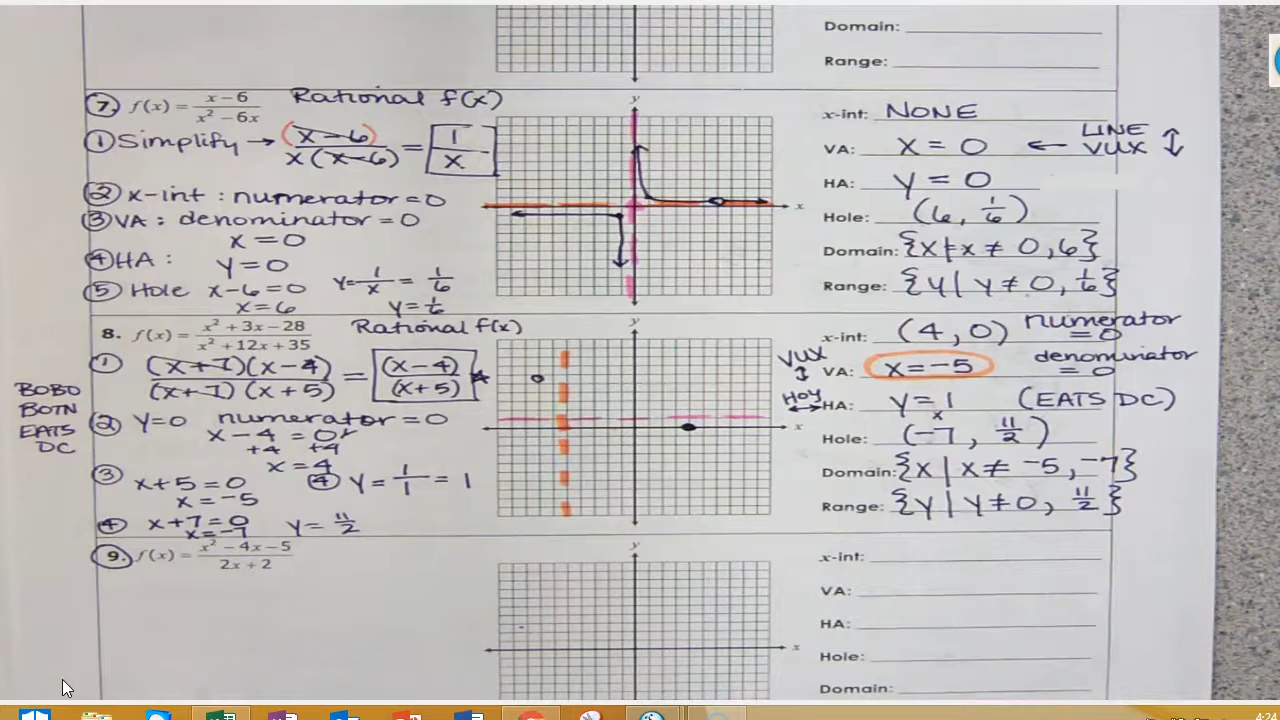 Domain:
Range:
7. f(x) = x − 6 / x² − 6x Rational f(x)
① Simplify → (x−6) / x(x−6) = 1/x
② x-int : numerator = 0
③ VA : denominator = 0
x = 0
④ HA : y = 0
⑤ Hole x−6=0 y = 1/x = 1/6
x = 6 y = 1/6
y
x
x-int: NONE
VA: x = 0 ← LINE VUX ↕
HA: y = 0
Hole: (6, 1/6)
Domain: {x|x ≠ 0,6}
Range: {y| y ≠ 0, 1/6}
8. f(x) = x² + 3x − 28 / x² + 12x + 35 Rational f(x)
① (x+7)(x−4) / (x+7)(x+5) = (x−4) / (x+5)
② y=0 numerator = 0
x − 4 = 0
+4 +4
x = 4
③ x+5 = 0 ④ y = 1/1 = 1
x = −5
④ x+7=0 y = 11/2
x = −7
BOBO
BOTN
EATS
DC
y
x
x-int: (4, 0) numerator = 0
VUX ↕ VA: x = −5 denominator = 0
HOY ↔ HA: y = 1 (EATS DC)
x
Hole: (−7, 11/2)
Domain: {x | x ≠ −5, −7}
Range: {y| y ≠ 0, 11/2}
9. f(x) = x² − 4x − 5 / 2x + 2
y
x
x-int:
VA:
HA:
Hole:
Domain: